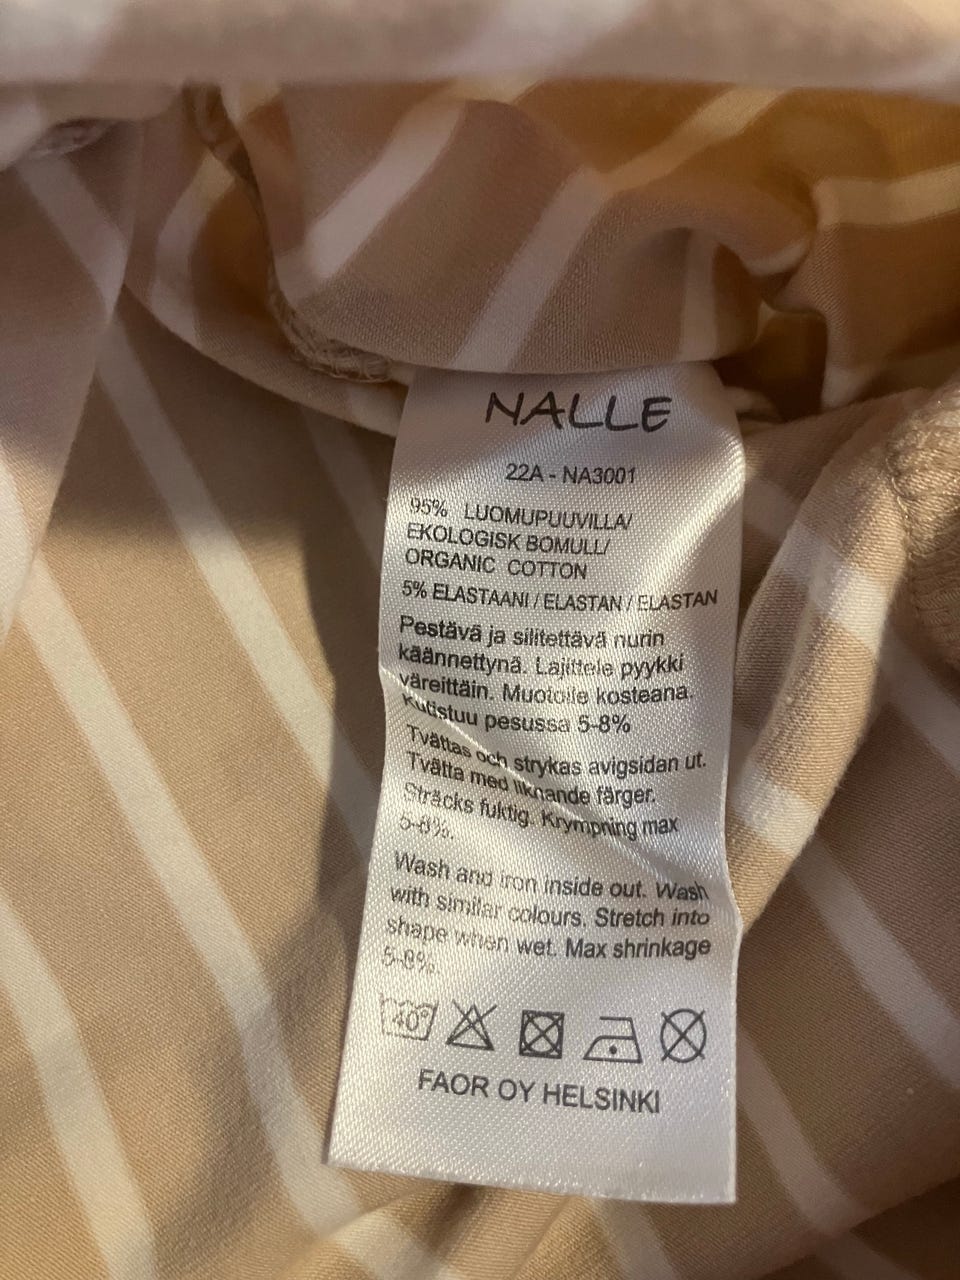 NALLE
22A - NA3001
95% LUOMUPUUVILLA/
EKOLOGISK BOMULL/
ORGANIC COTTON
5% ELASTAANI / ELASTAN / ELASTAN
Pestävä ja silitettävä nurin
käännettynä. Lajittele pyykki
väreittäin. Muotoile kosteana.
Kutistuu pesussa 5-8%
Tvättas och strykas avigsidan ut.
Tvätta med liknande färger.
Sträcks fuktig. Krympning max
5-8%.
Wash and iron inside out. Wash
with similar colours. Stretch into
shape when wet. Max shrinkage
5-8%.
40°
FAOR OY HELSINKI